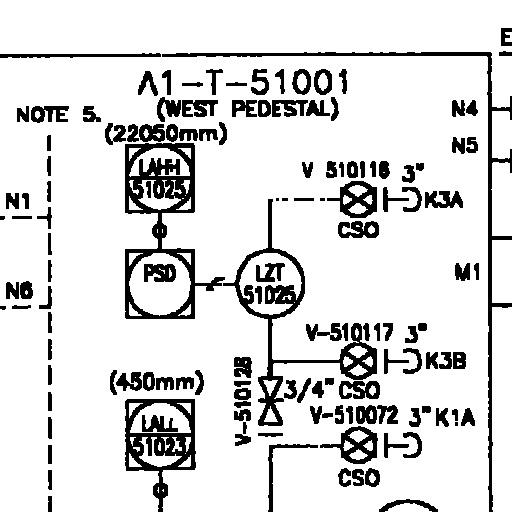 E
A1-T-51001
(WEST PEDESTAL)
NOTE 5.
N4
(22050mm)
N5
LAHH
51025
V 510116 3"
N1
K3A
CSO
PSD
LZT
51025
M1
N6
V-510117 3"
K3B
(450mm)
V-510128
3/4" CSO
V-510072 3" K1A
LALL
51023
CSO